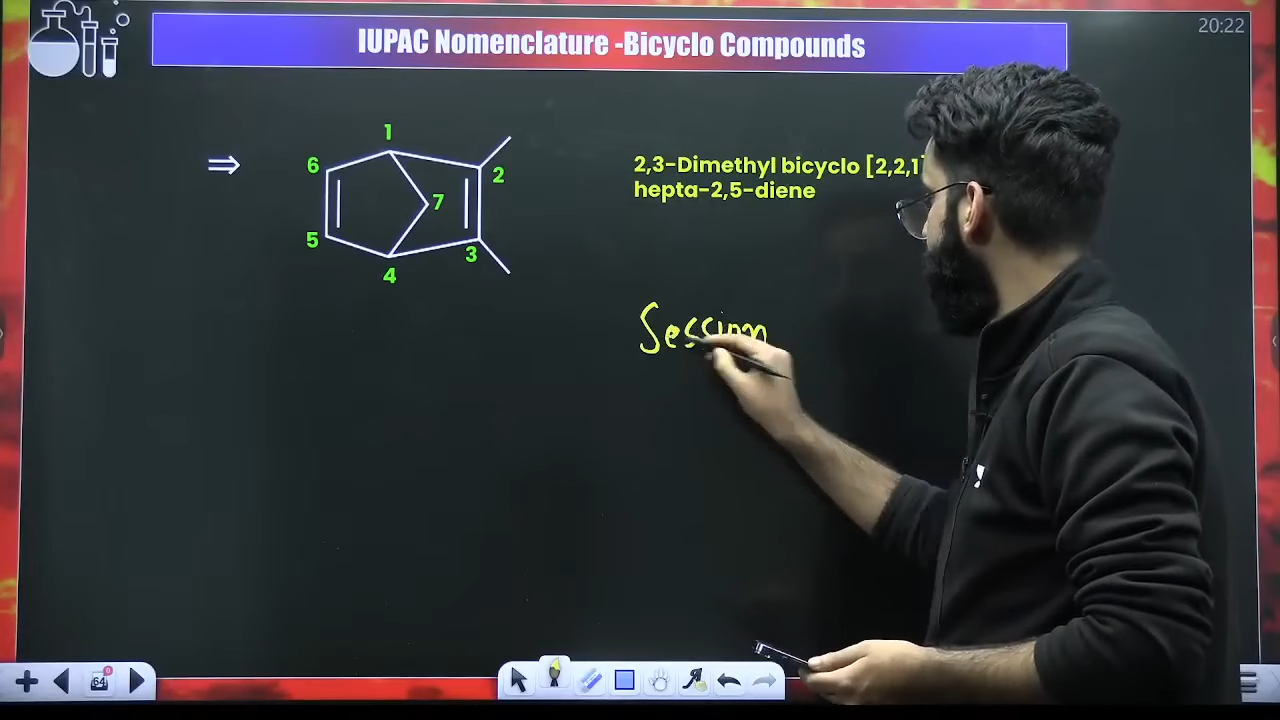 20:22
IUPAC Nomenclature -Bicyclo Compounds
⇒
1
6
2
7
5
3
4
2,3-Dimethyl bicyclo [2,2,1]
hepta-2,5-diene
Session
64